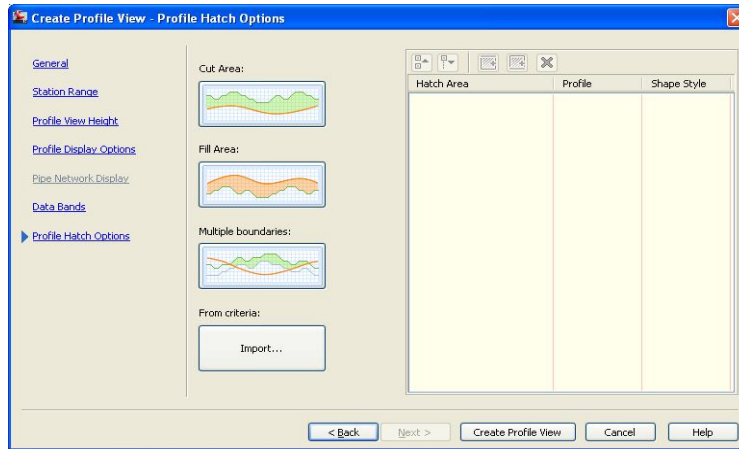 Create Profile View - Profile Hatch Options
General
Station Range
Profile View Height
Profile Display Options
Pipe Network Display
Data Bands
Profile Hatch Options
Cut Area:
Fill Area:
Multiple boundaries:
From criteria:
Import...
Hatch Area Profile Shape Style
< Back Next > Create Profile View Cancel Help